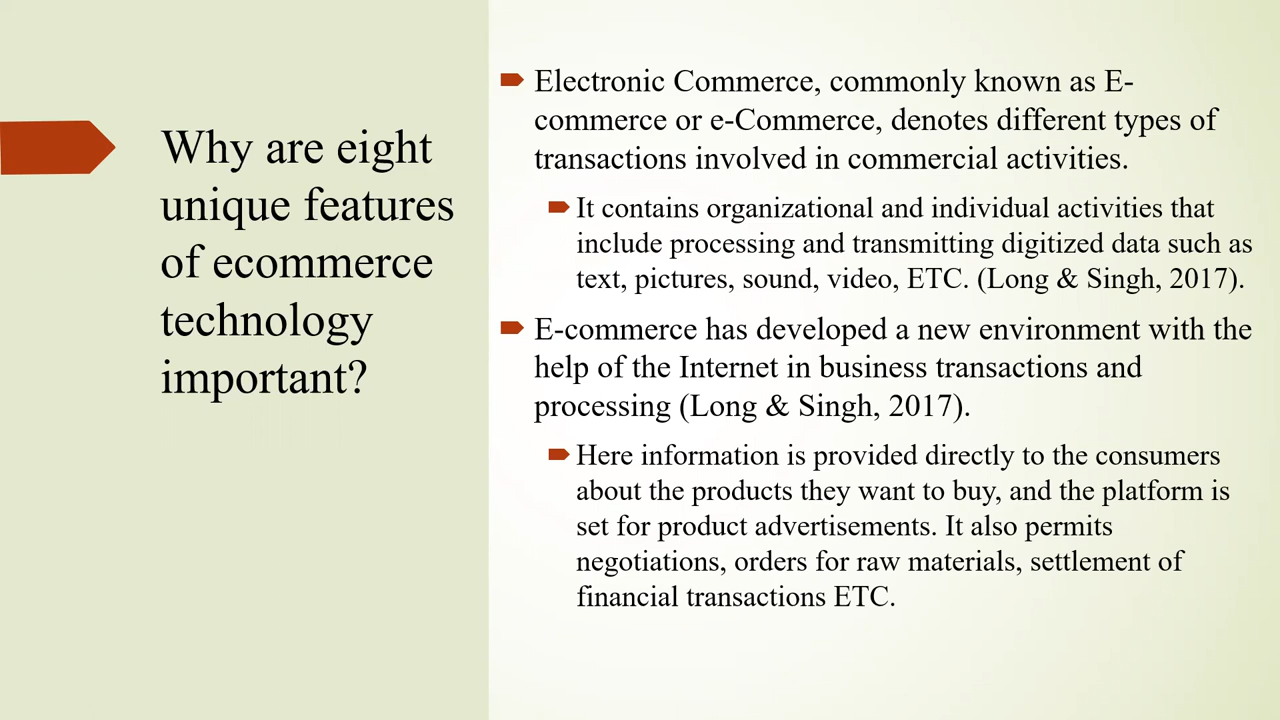 Why are eight
unique features
of ecommerce
technology
important?
Electronic Commerce, commonly known as E-
commerce or e-Commerce, denotes different types of
transactions involved in commercial activities.
It contains organizational and individual activities that
include processing and transmitting digitized data such as
text, pictures, sound, video, ETC. (Long & Singh, 2017).
E-commerce has developed a new environment with the
help of the Internet in business transactions and
processing (Long & Singh, 2017).
Here information is provided directly to the consumers
about the products they want to buy, and the platform is
set for product advertisements. It also permits
negotiations, orders for raw materials, settlement of
financial transactions ETC.